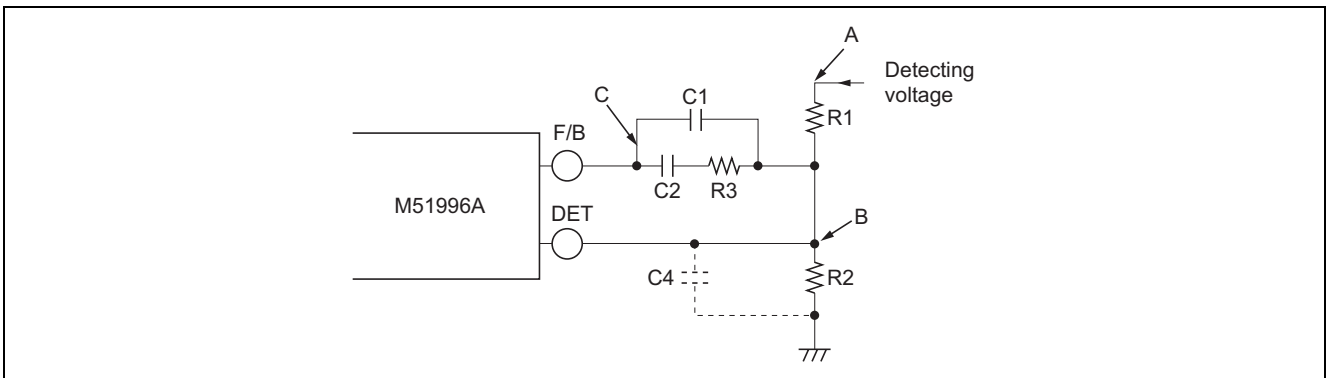 A
Detecting
voltage
C
C1
R1
F/B
C2
R3
M51996A
DET
B
C4
R2